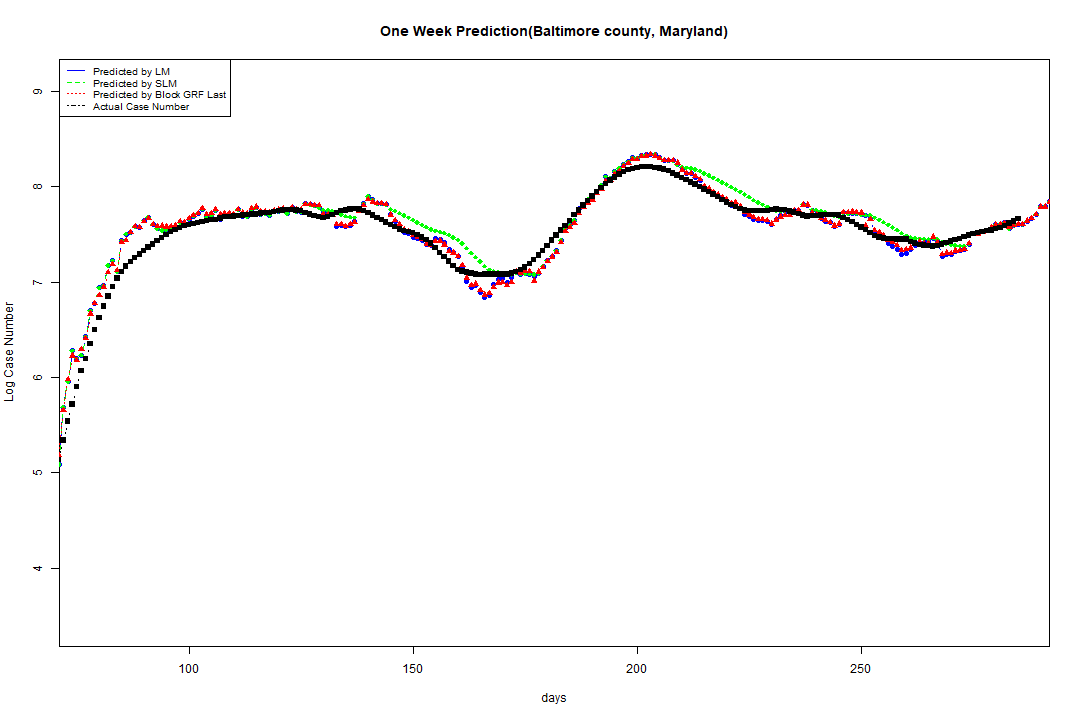 One Week Prediction(Baltimore county, Maryland)
Predicted by LM
Predicted by SLM
Predicted by Block GRF Last
Actual Case Number
9
8
7
6
5
4
Log Case Number
100 150 200 250
days